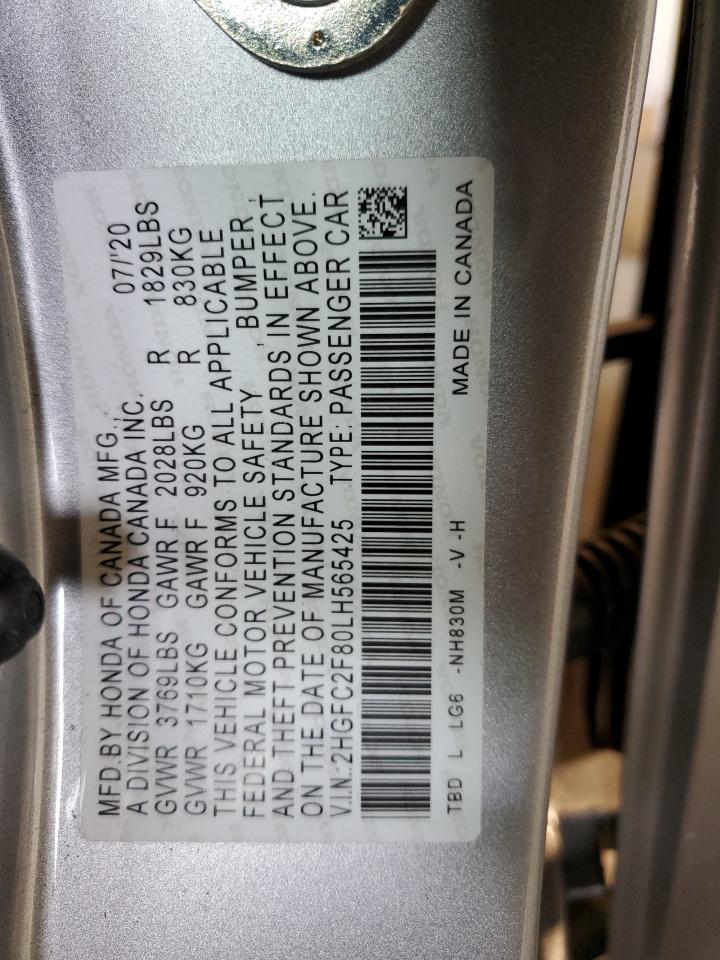 MFD.BY HONDA OF CANADA MFG.,
A DIVISION OF HONDA CANADA INC. 07/'20
GVWR 3769LBS GAWR F 2028LBS R 1829LBS
GVWR 1710KG GAWR F 920KG R 830KG
THIS VEHICLE CONFORMS TO ALL APPLICABLE
FEDERAL MOTOR VEHICLE SAFETY, BUMPER,
AND THEFT PREVENTION STANDARDS IN EFFECT
ON THE DATE OF MANUFACTURE SHOWN ABOVE.
V.I.N.:2HGFC2F80LH565425 TYPE: PASSENGER CAR
TBD L LG6 -NH830M -V -H MADE IN CANADA